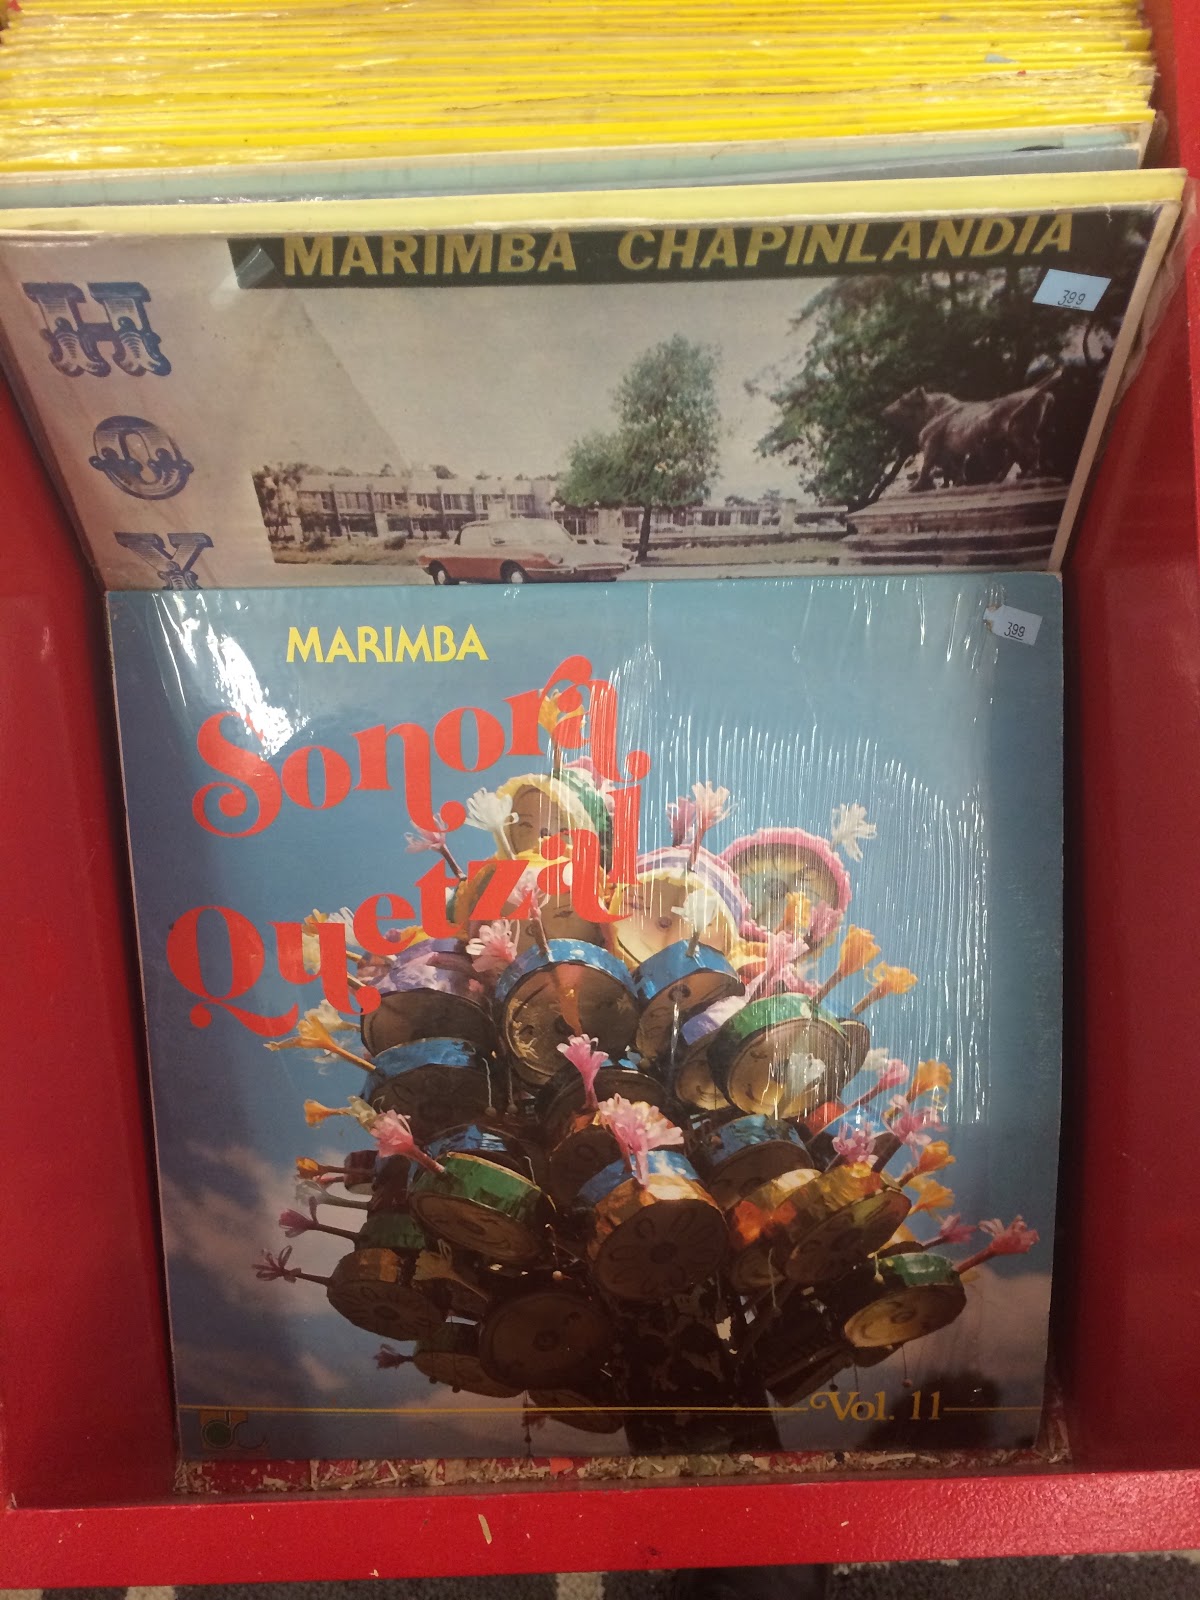 MARIMBA CHAPINLANDIA
399
H
O
Y
MARIMBA
399
Sonora
Quetzal
Vol. 11